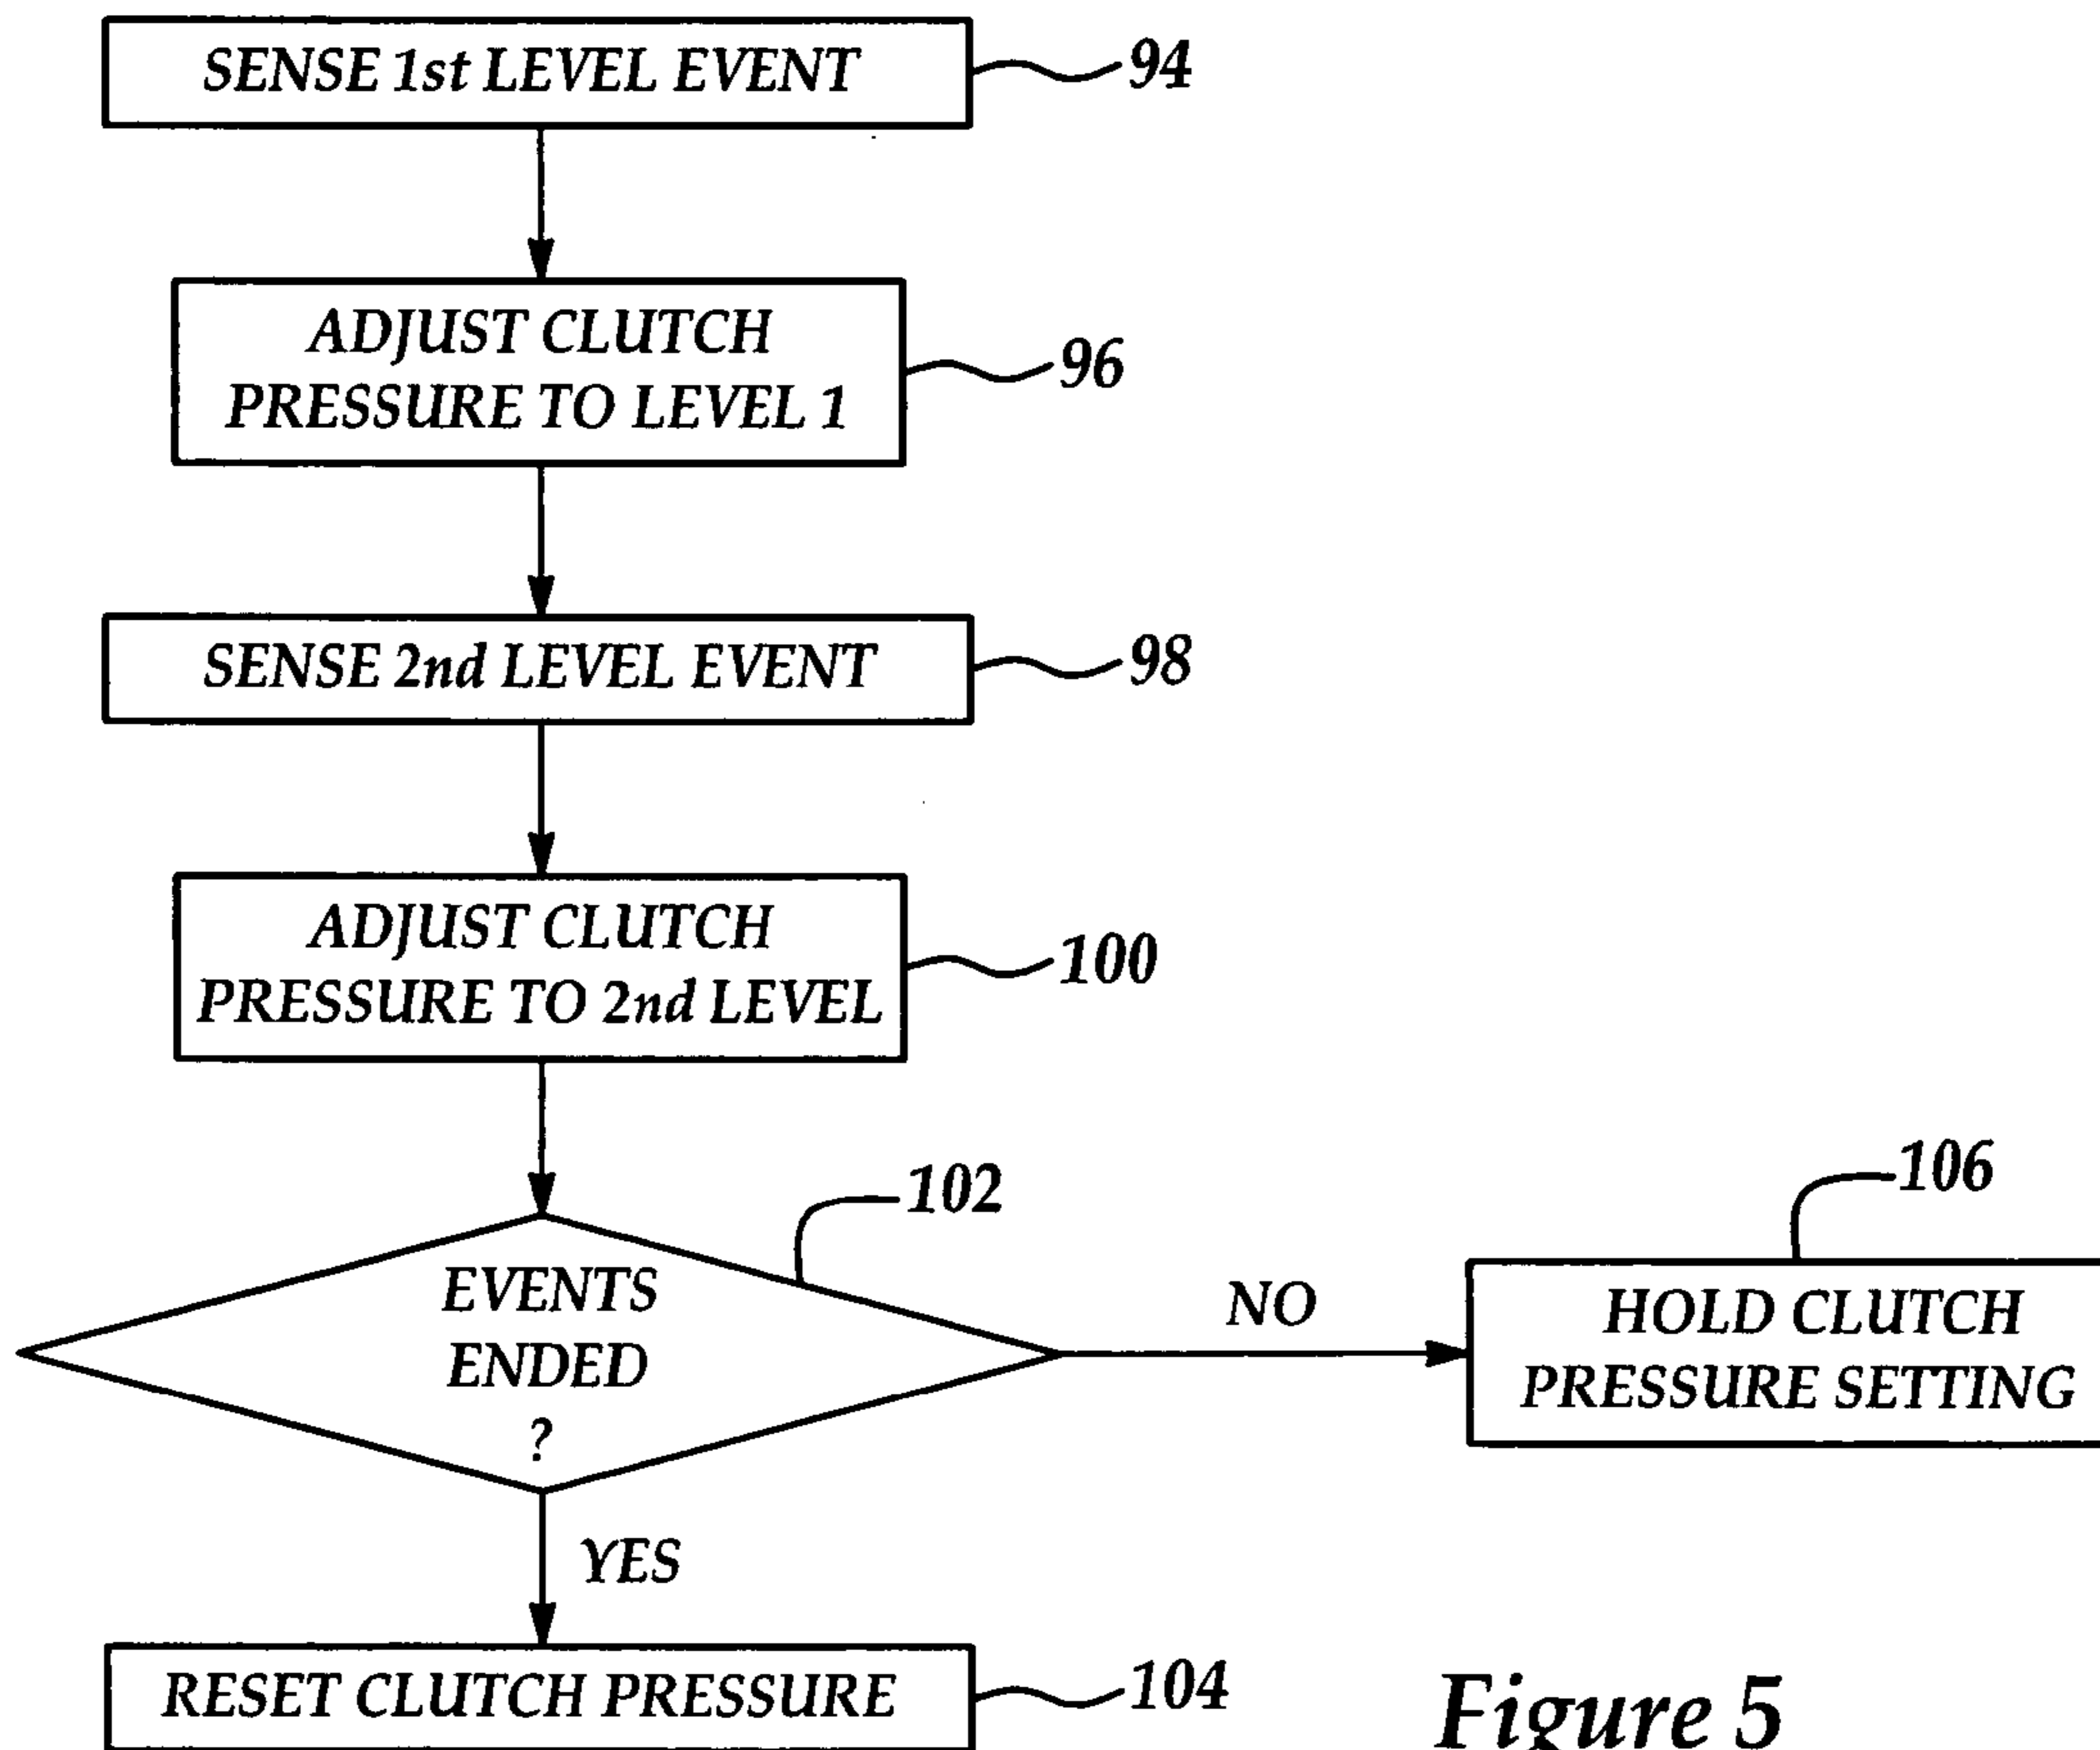 SENSE 1st LEVEL EVENT
94
ADJUST CLUTCH
PRESSURE TO LEVEL 1
96
SENSE 2nd LEVEL EVENT
98
ADJUST CLUTCH
PRESSURE TO 2nd LEVEL
100
102
EVENTS
ENDED
?
NO
106
HOLD CLUTCH
PRESSURE SETTING
YES
RESET CLUTCH PRESSURE
104
Figure 5